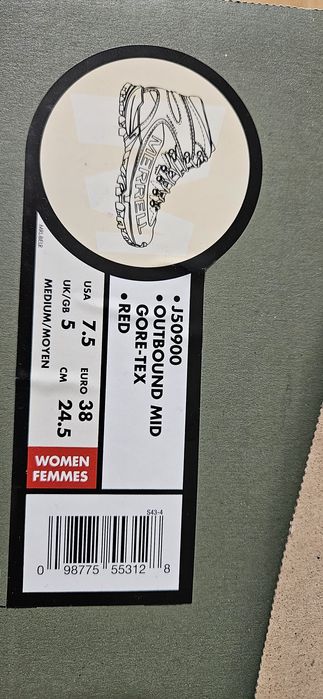 MERRELL
• J50900
• OUTBOUND MID
GORE-TEX
• RED
USA 7.5 EURO 38
UK/GB 5 CM 24.5
MEDIUM/MOYEN
WOMEN
FEMMES
S43-4
0 98775 55312 8